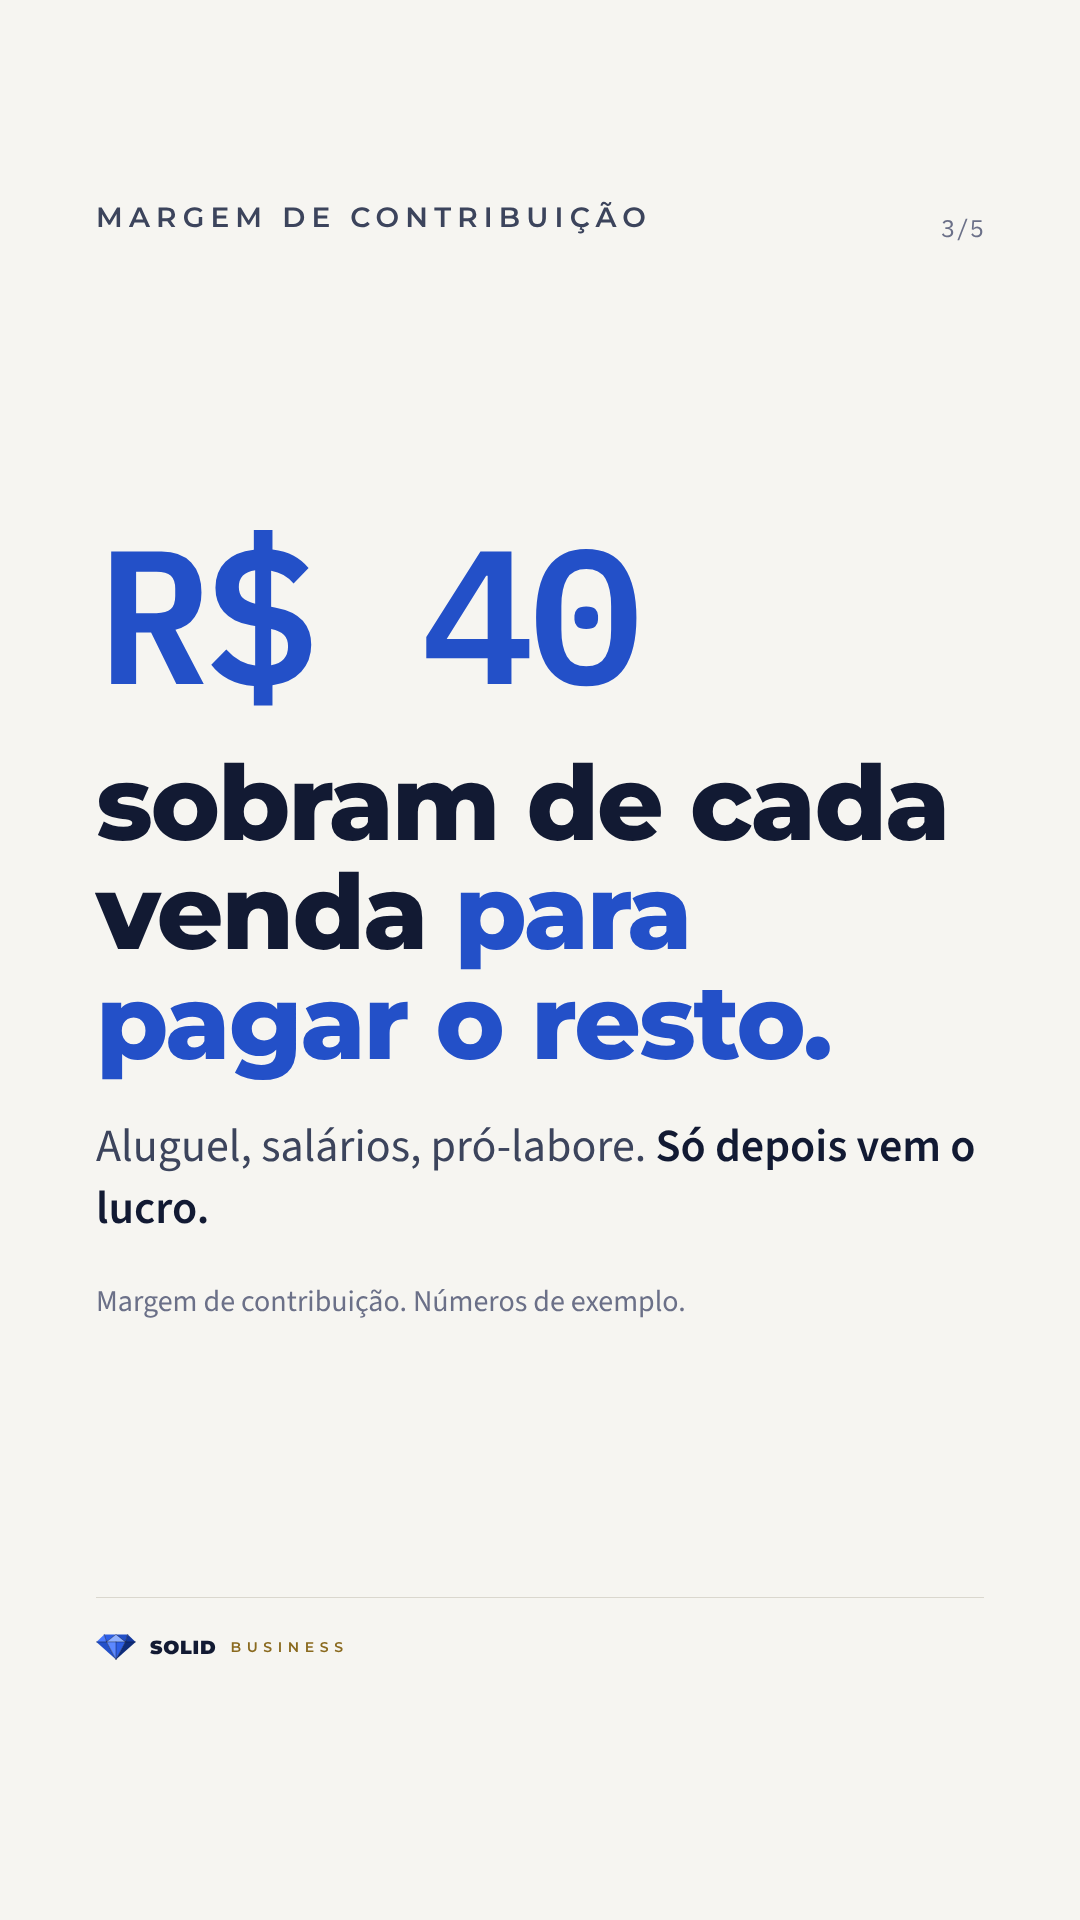 MARGEM DE CONTRIBUIÇÃO
3/5
R$ 40
sobram de cada
venda para
pagar o resto.
Aluguel, salários, pró-labore. Só depois vem o
lucro.
Margem de contribuição. Números de exemplo.
SOLID BUSINESS